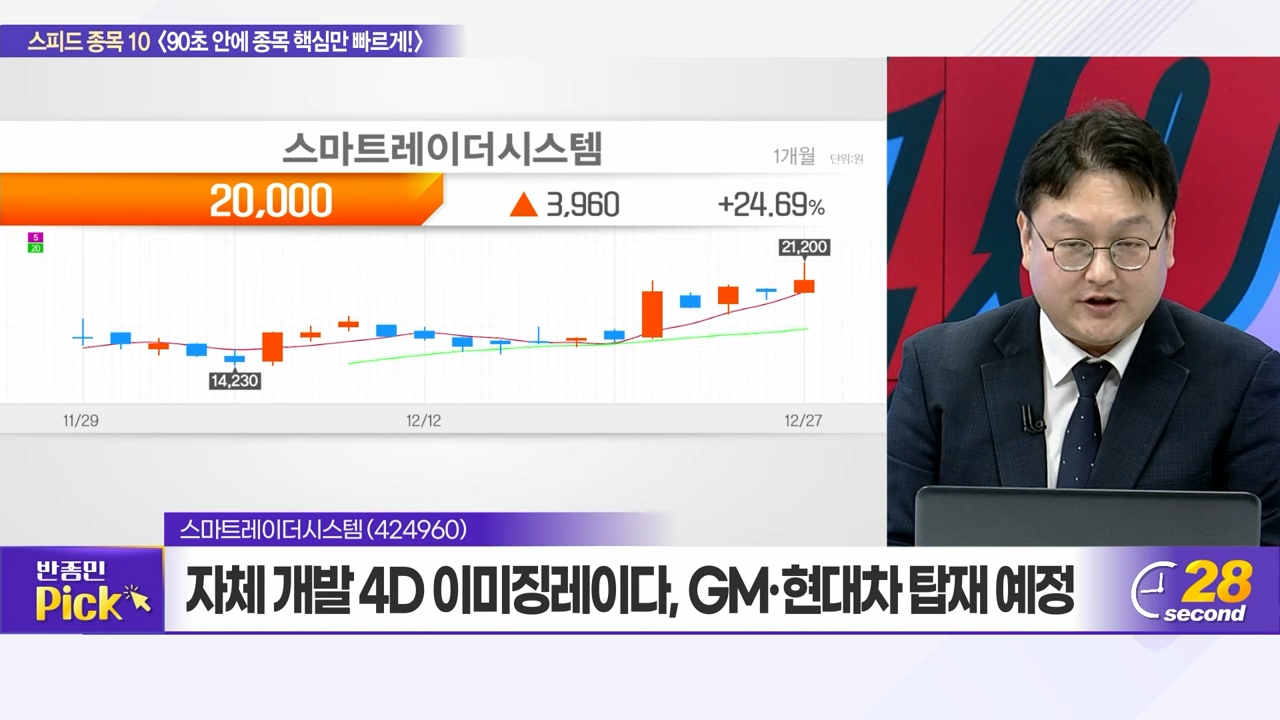 스피드 종목 10 〈90초 안에 종목 핵심만 빠르게!〉
스마트레이더시스템
1개월 단위:원
20,000 ▲ 3,960 +24.69%
5
20
21,200
14,230
11/29 12/12 12/27
스마트레이더시스템(424960)
반종민
Pick
자체 개발 4D 이미징레이다, GM·현대차 탑재 예정
28
second